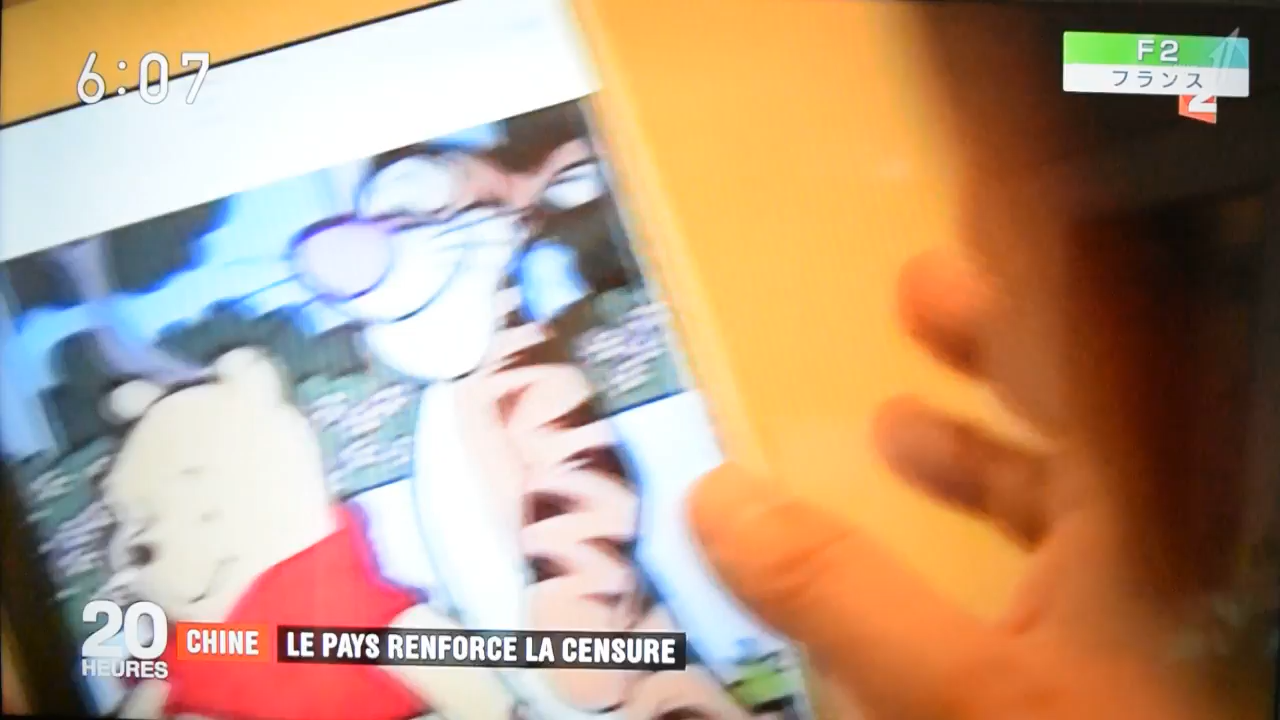 6:07
F2
フランス
2
20
HEURES
CHINE
LE PAYS RENFORCE LA CENSURE